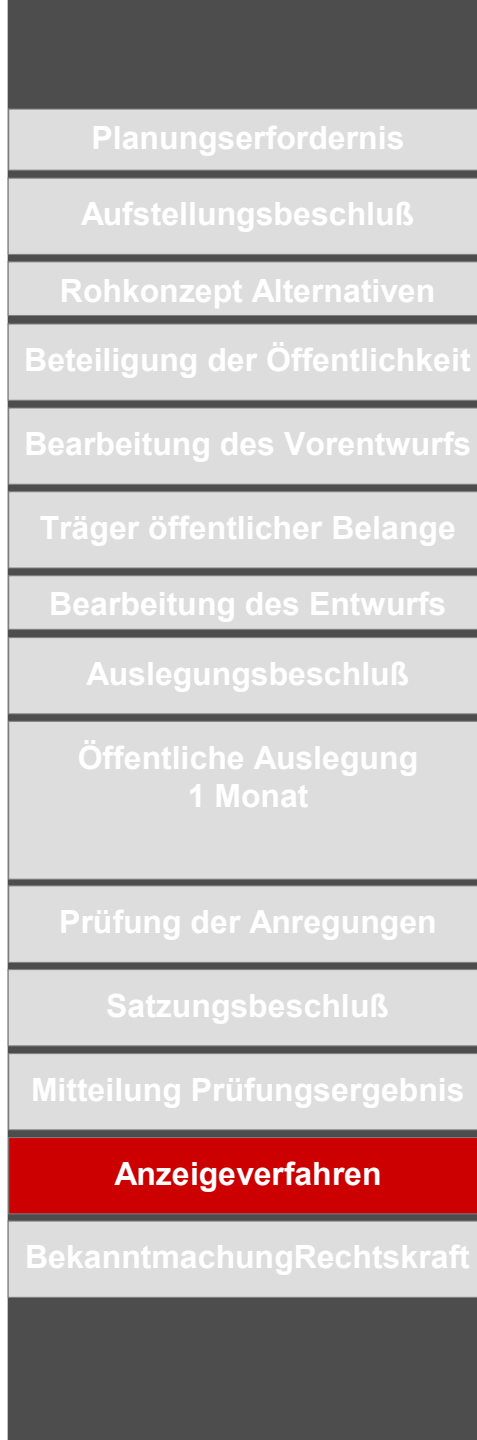 Planungserfordernis
Aufstellungsbeschluß
Rohkonzept Alternativen
Beteiligung der Öffentlichkeit
Bearbeitung des Vorentwurfs
Träger öffentlicher Belange
Bearbeitung des Entwurfs
Auslegungsbeschluß
Öffentliche Auslegung
1 Monat
Prüfung der Anregungen
Satzungsbeschluß
Mitteilung Prüfungsergebnis
Anzeigeverfahren
BekanntmachungRechtskraft